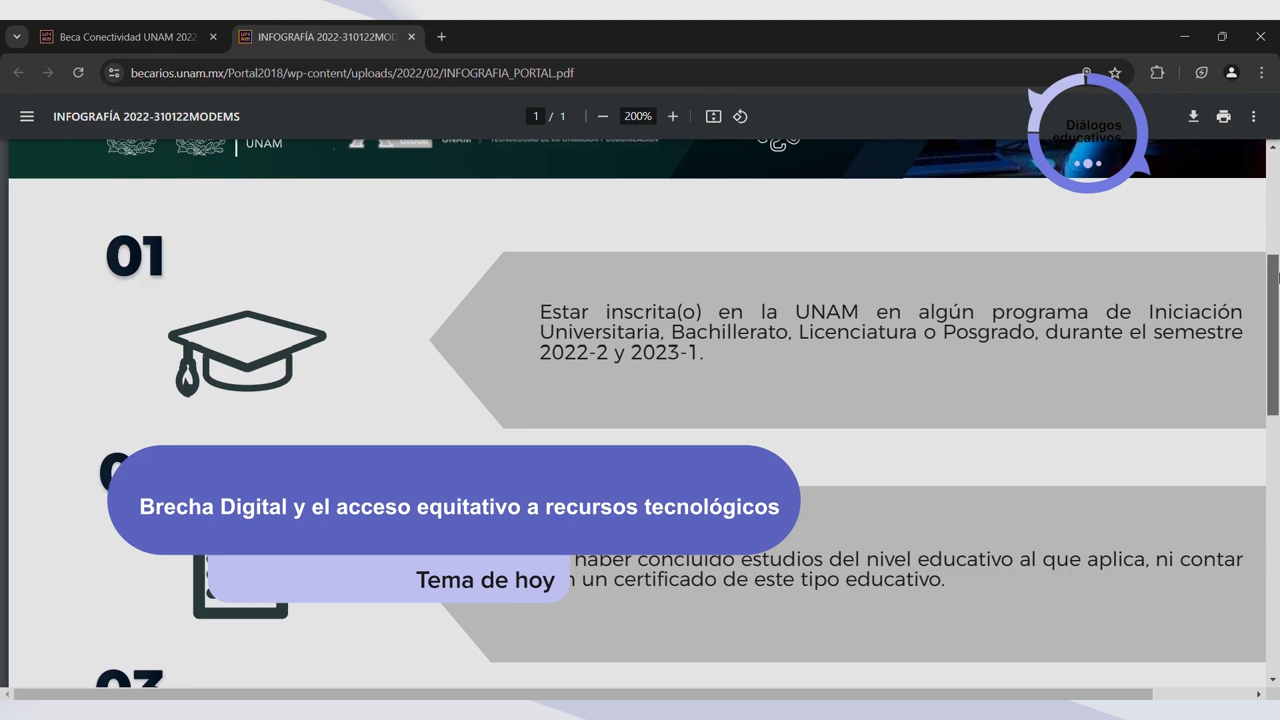 Beca Conectividad UNAM 2022
INFOGRAFÍA 2022-310122MOD
becarios.unam.mx/Portal2018/wp-content/uploads/2022/02/INFOGRAFIA_PORTAL.pdf
INFOGRAFÍA 2022-310122MODEMS
1 / 1
200%
Diálogos
educativos
UNAM
01
Estar inscrita(o) en la UNAM en algún programa de Iniciación
Universitaria, Bachillerato, Licenciatura o Posgrado, durante el semestre
2022-2 y 2023-1.
Brecha Digital y el acceso equitativo a recursos tecnológicos
haber concluido estudios del nivel educativo al que aplica, ni contar
un certificado de este tipo educativo.
Tema de hoy
03